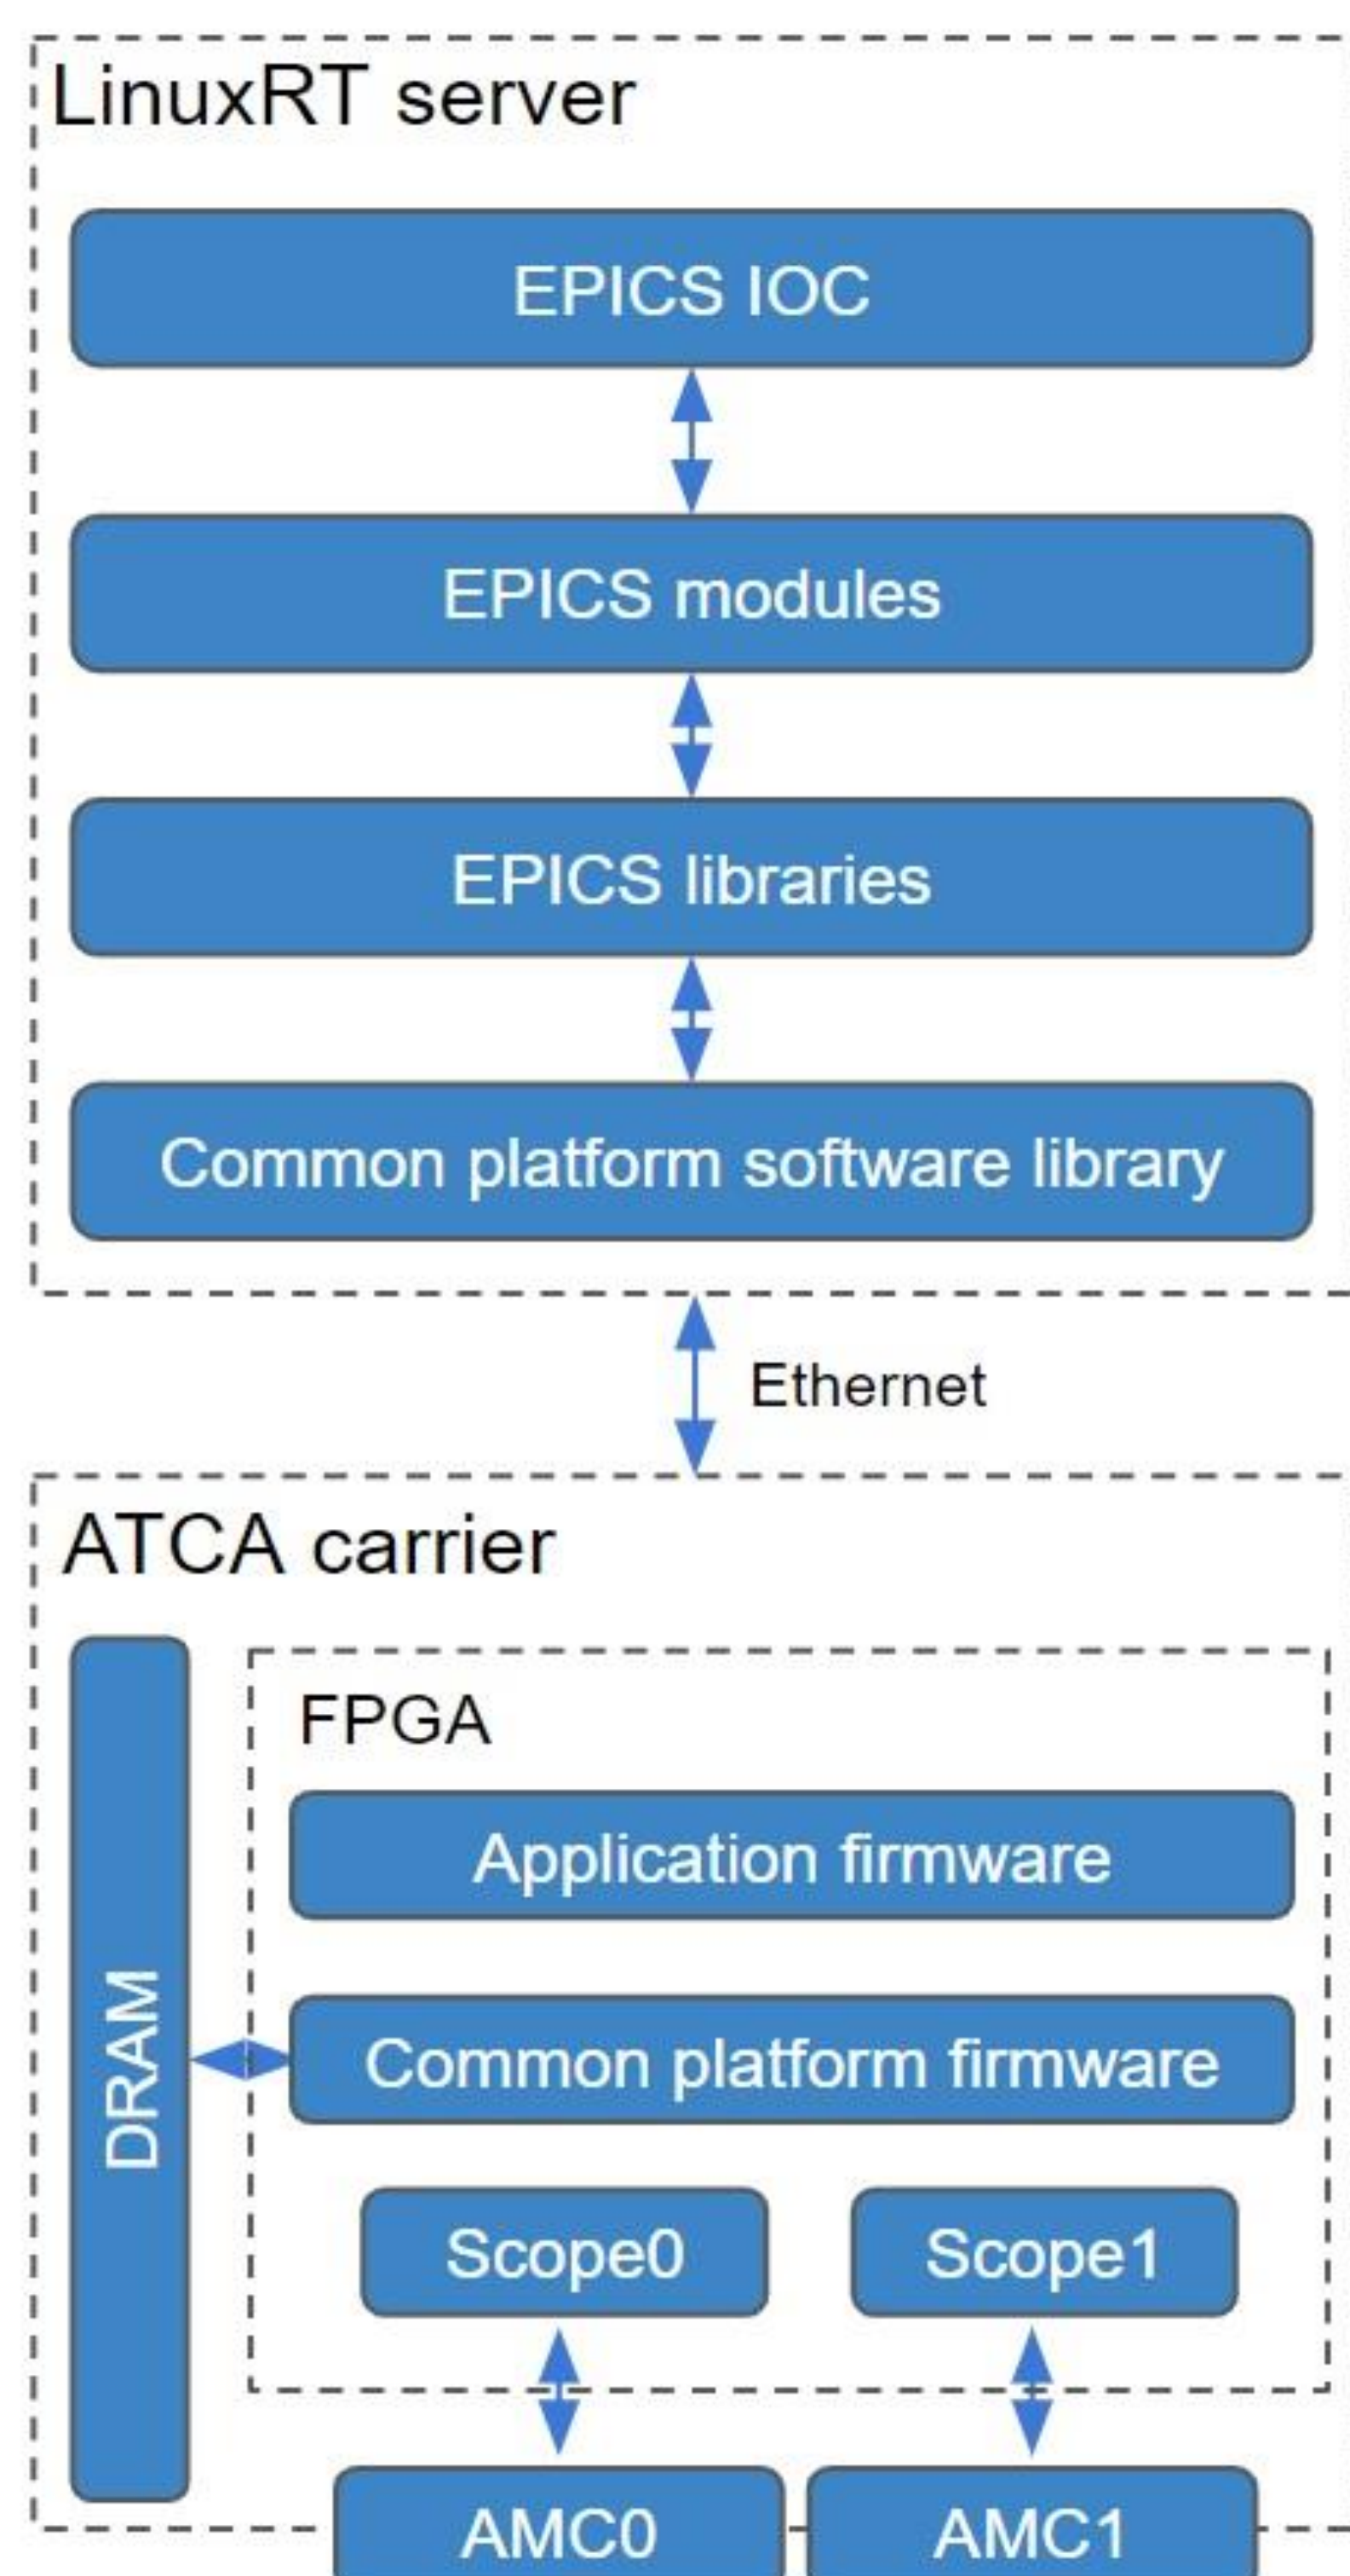 LinuxRT server
EPICS IOC
EPICS modules
EPICS libraries
Common platform software library
Ethernet
ATCA carrier
DRAM
FPGA
Application firmware
Common platform firmware
Scope0
Scope1
AMC0
AMC1